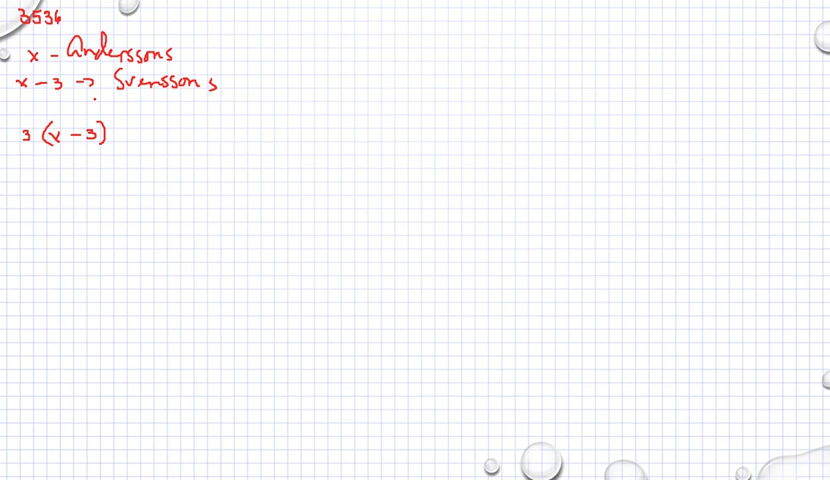 3536
x - Anderssons
x - 3 -> Svenssons
3 (x - 3)